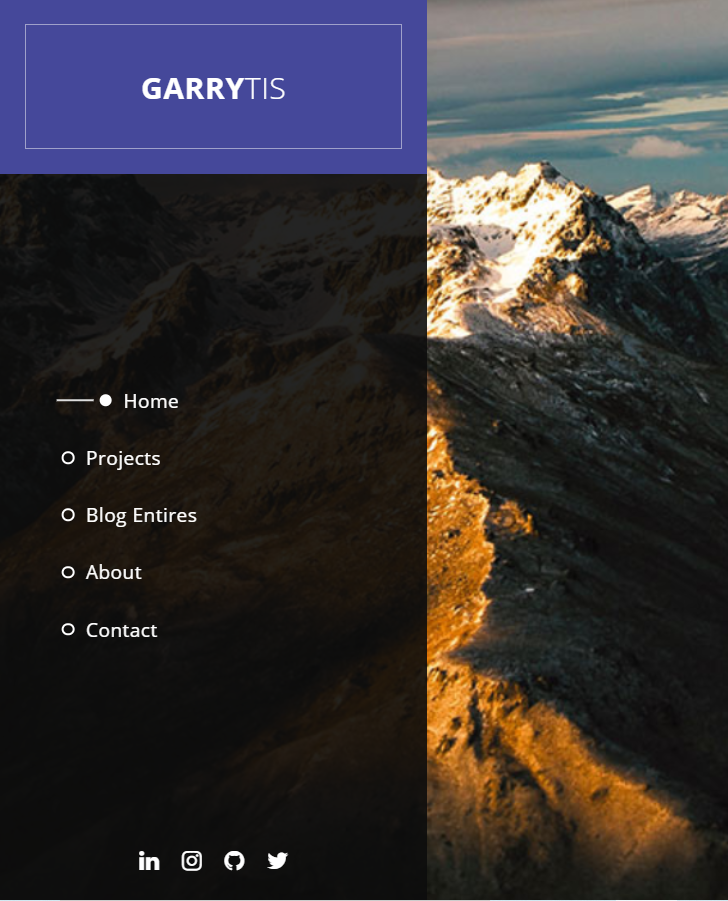 GARRYTIS
Home
Projects
Blog Entires
About
Contact